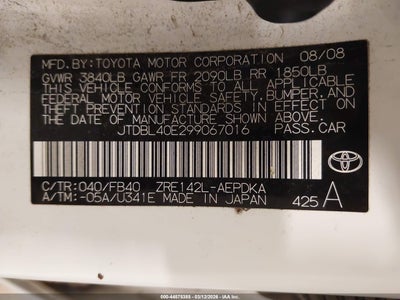 MFD. BY: TOYOTA MOTOR CORPORATION 08/08
GVWR 3840LB GAWR FR 2090LB RR 1850LB
THIS VEHICLE CONFORMS TO ALL APPLICABLE
FEDERAL MOTOR VEHICLE SAFETY, BUMPER, AND
THEFT PREVENTION STANDARDS IN EFFECT ON
THE DATE OF MANUFACTURE SHOWN ABOVE.
JTDBL40E299067016 PASS. CAR
C/TR: 040/FB40 ZRE142L-AEPDKA
A/TM: -05A/U341E MADE IN JAPAN
425 A
TOYOTA
800-44875385 - 03/12/2026 - IAA, Inc.